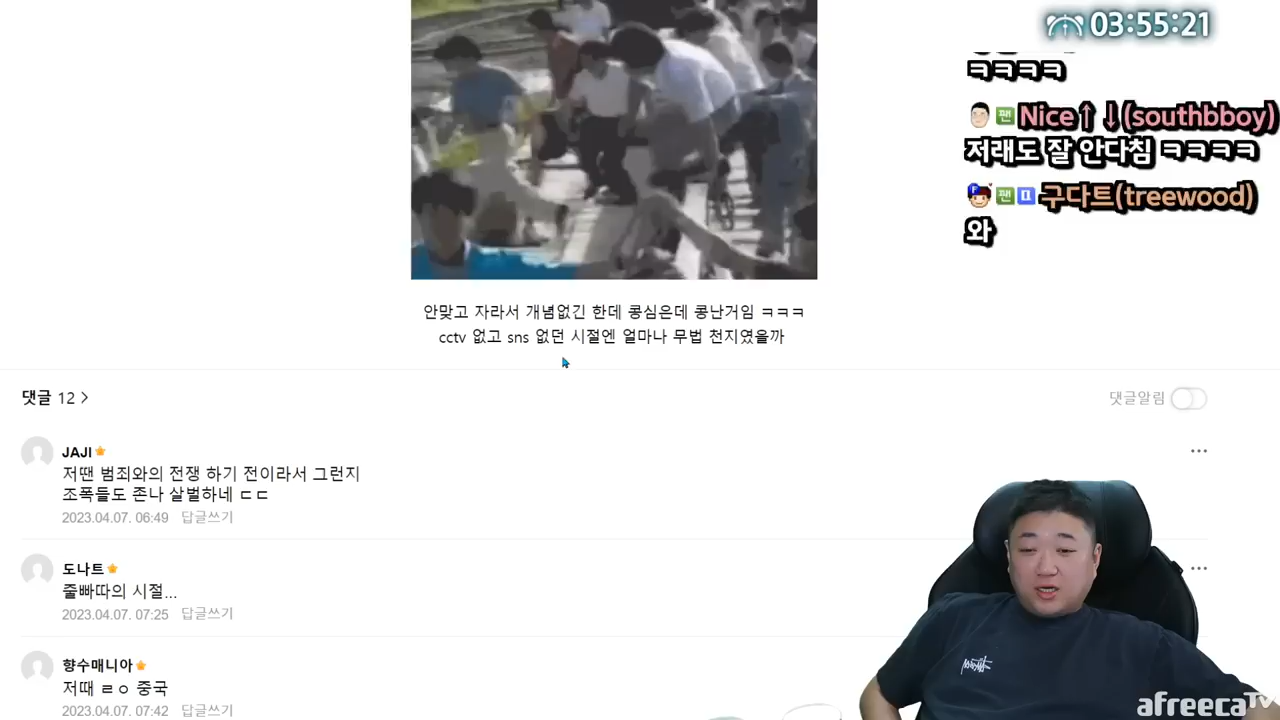 03:55:21
ㅋㅋㅋㅋ
팬 Nice↑↓(southbboy)
저래도 잘 안다침 ㅋㅋㅋㅋ
F 팬 구다트(treewood)
와
안맞고 자라서 개념없긴 한데 콩심은데 콩난거임 ㅋㅋㅋ
cctv 없고 sns 없던 시절엔 얼마나 무법 천지였을까
댓글 12 >
댓글알림
JAJI
저땐 범죄와의 전쟁 하기 전이라서 그런지
조폭들도 존나 살벌하네 ㄷㄷ
2023.04.07. 06:49 답글쓰기
도나트
줄빠따의 시절...
2023.04.07. 07:25 답글쓰기
향수매니아
저때 ㄹㅇ 중국
2023.04.07. 07:42 답글쓰기
afreecaTV